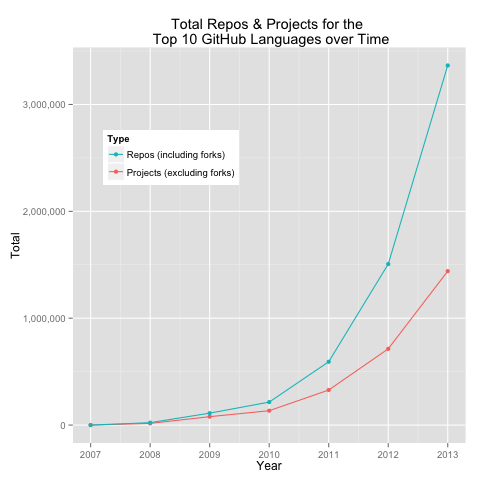 Total Repos & Projects for the
Top 10 GitHub Languages over Time
3,000,000
2,000,000
1,000,000
0
Total
Type
Repos (including forks)
Projects (excluding forks)
2007 2008 2009 2010 2011 2012 2013
Year